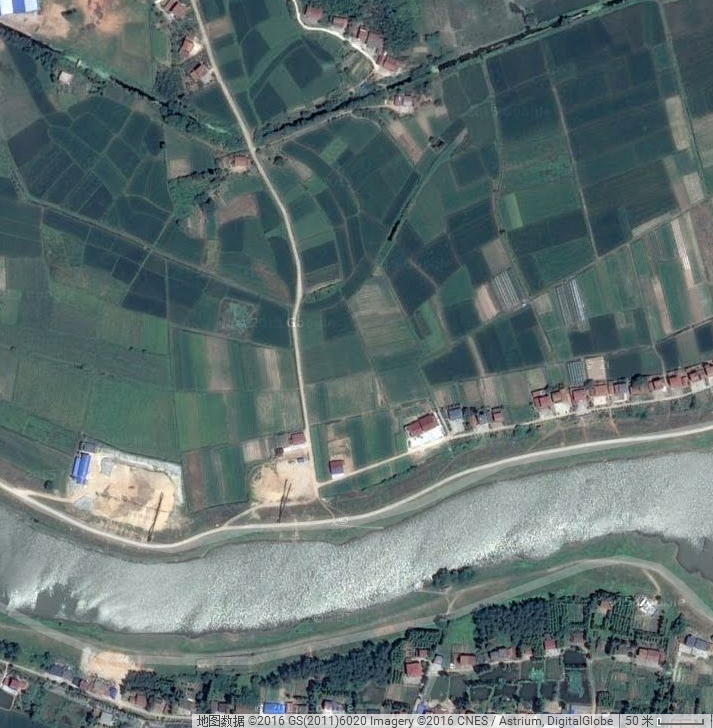 地图数据 ©2016 GS(2011)6020 Imagery ©2016 CNES / Astrium, DigitalGlobe 50 米